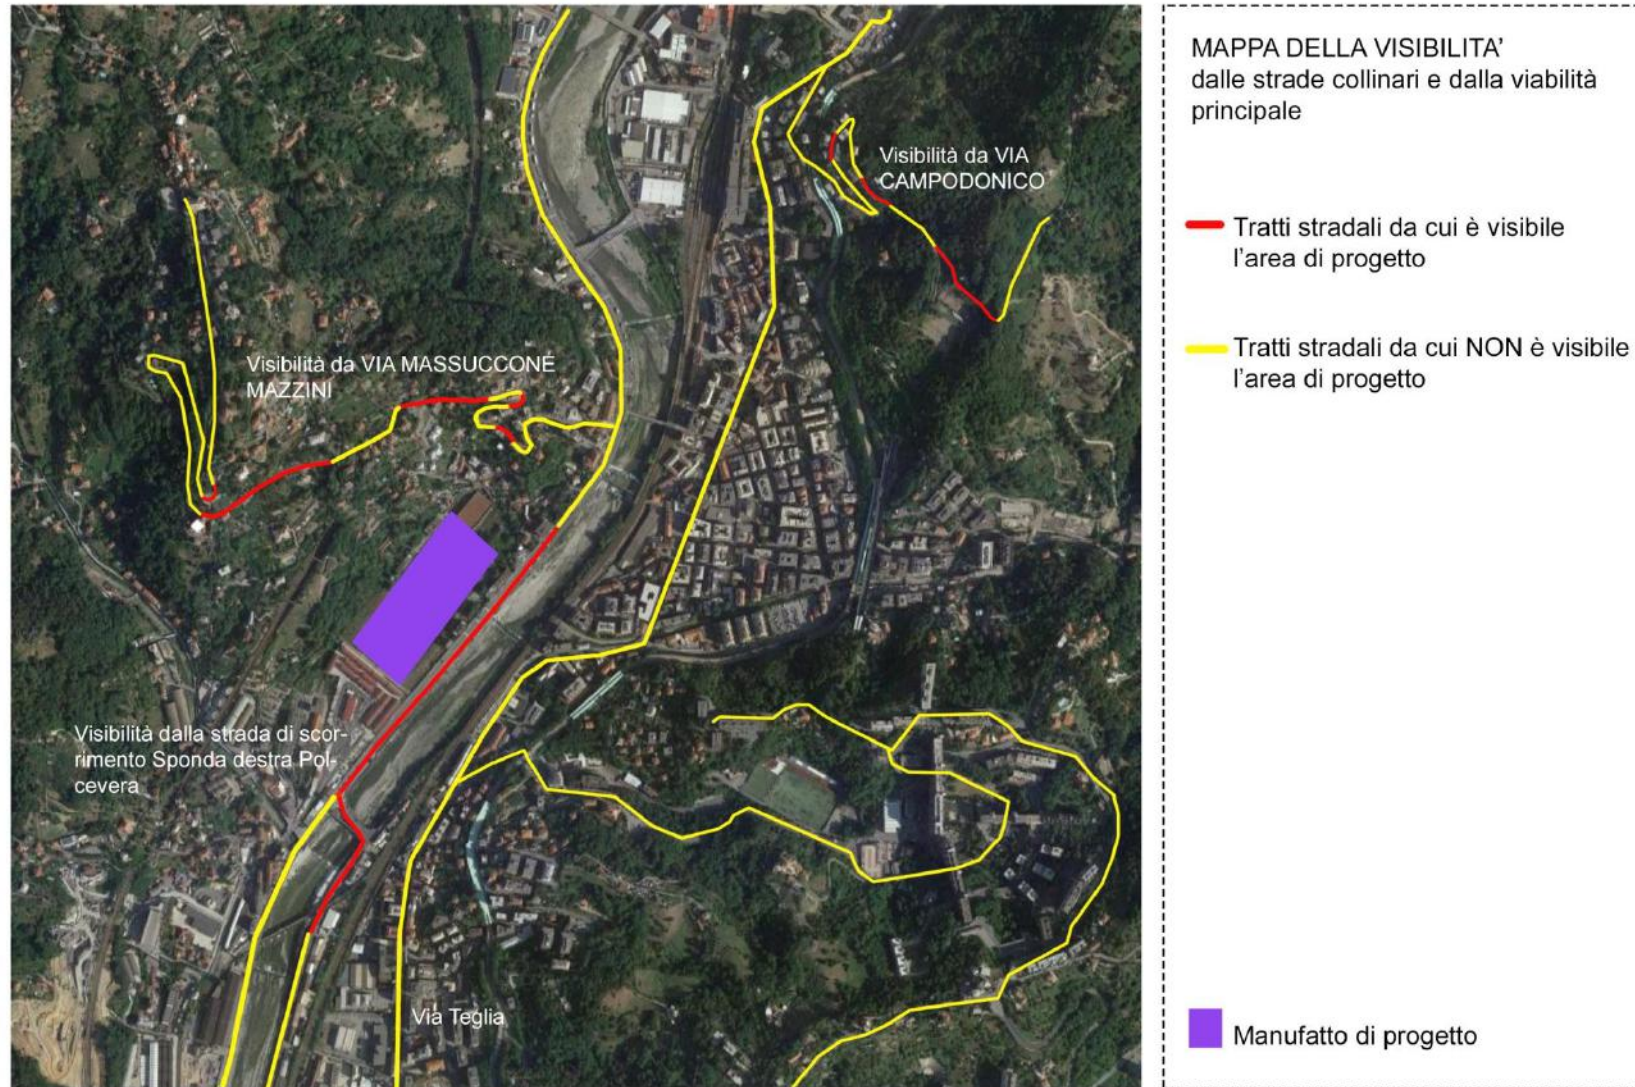 MAPPA DELLA VISIBILITA'
dalle strade collinari e dalla viabilità
principale
Tratti stradali da cui è visibile
l'area di progetto
Tratti stradali da cui NON è visibile
l'area di progetto
Manufatto di progetto
Visibilità da VIA
CAMPODONICO
Visibilità da VIA MASSUCCONE
MAZZINI
Visibilità dalla strada di scor-
rimento Sponda destra Pol-
cevera
Via Teglia